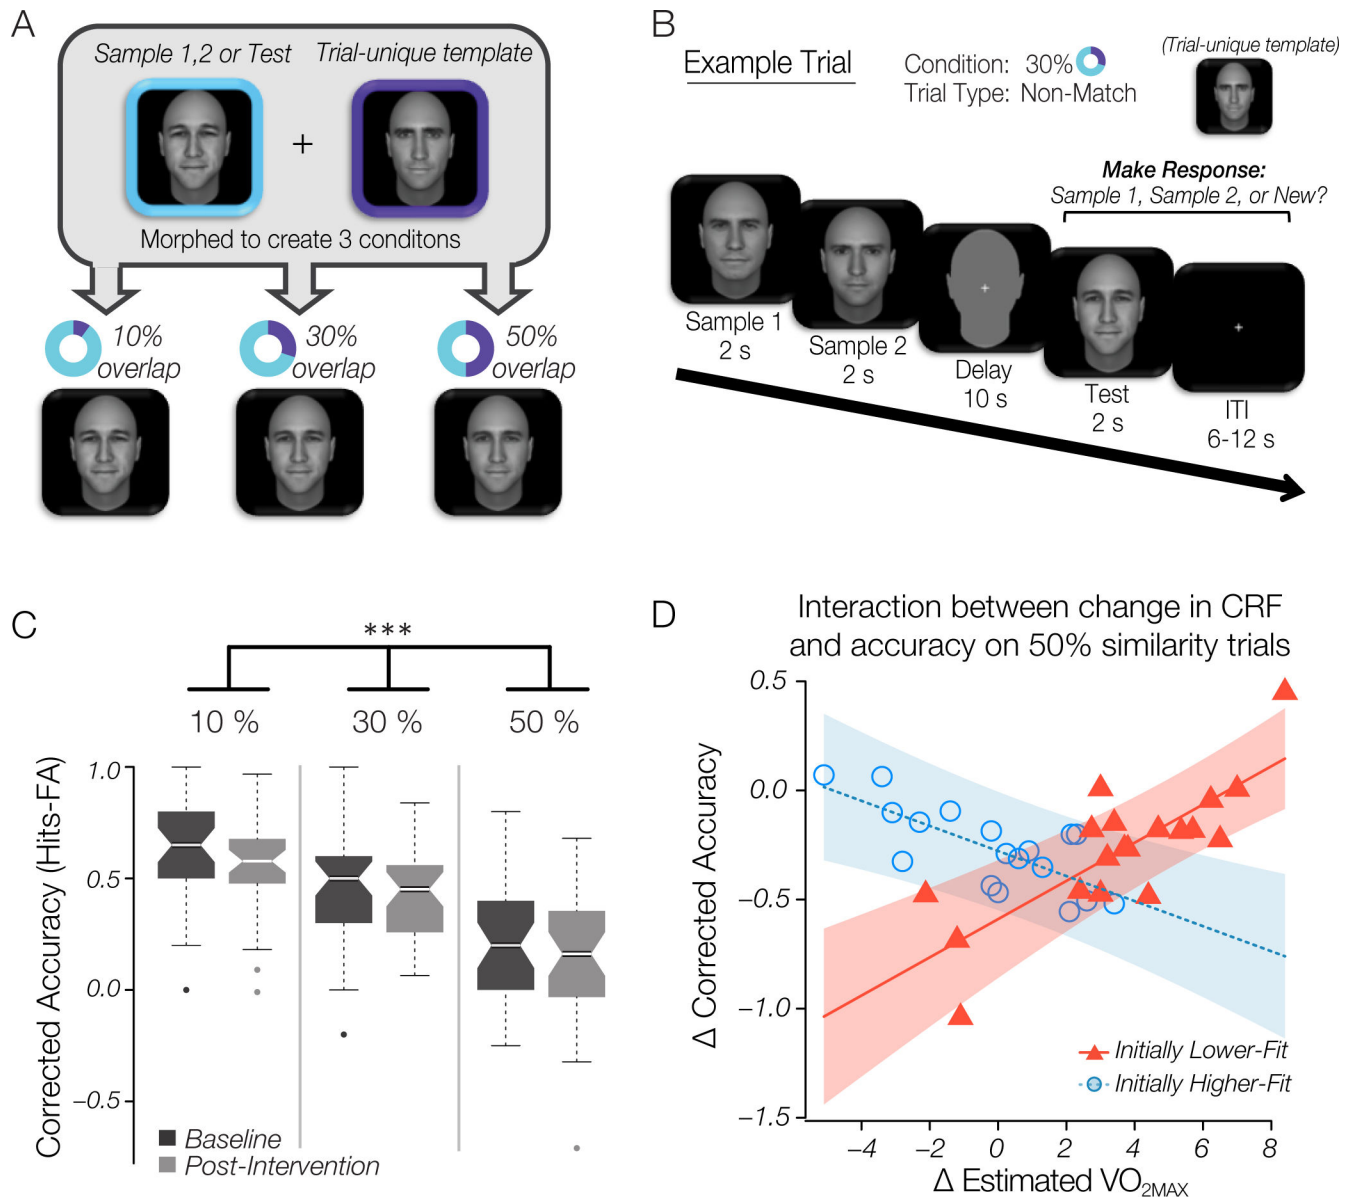 A
Sample 1,2 or Test
Trial-unique template
+
Morphed to create 3 conditons
10%
overlap
30%
overlap
50%
overlap
B
Example Trial
Condition: 30%
Trial Type: Non-Match
(Trial-unique template)
Make Response:
Sample 1, Sample 2, or New?
Sample 1
2 s
Sample 2
2 s
Delay
10 s
Test
2 s
ITI
6-12 s
C
***
10 %
30 %
50 %
Corrected Accuracy (Hits-FA)
1.0
0.5
0.0
−0.5
Baseline
Post-Intervention
D
Interaction between change in CRF
and accuracy on 50% similarity trials
Δ Corrected Accuracy
0.5
0.0
−0.5
−1.0
−1.5
Initially Lower-Fit
Initially Higher-Fit
−4 −2 0 2 4 6 8
Δ Estimated VO2MAX